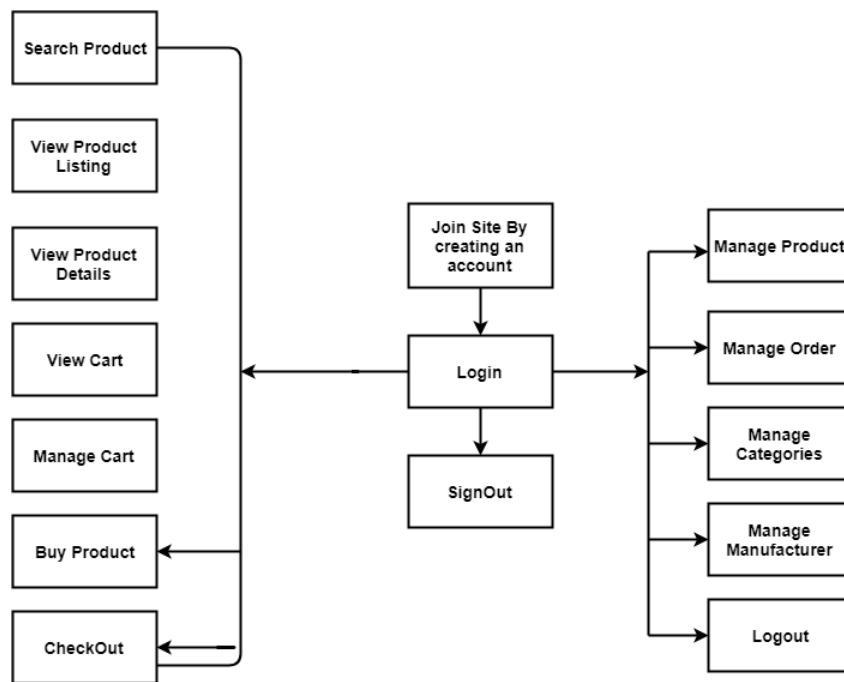 Search Product
View Product
Listing
View Product
Details
View Cart
Manage Cart
Buy Product
CheckOut
Join Site By
creating an
account
Login
SignOut
Manage Product
Manage Order
Manage
Categories
Manage
Manufacturer
Logout